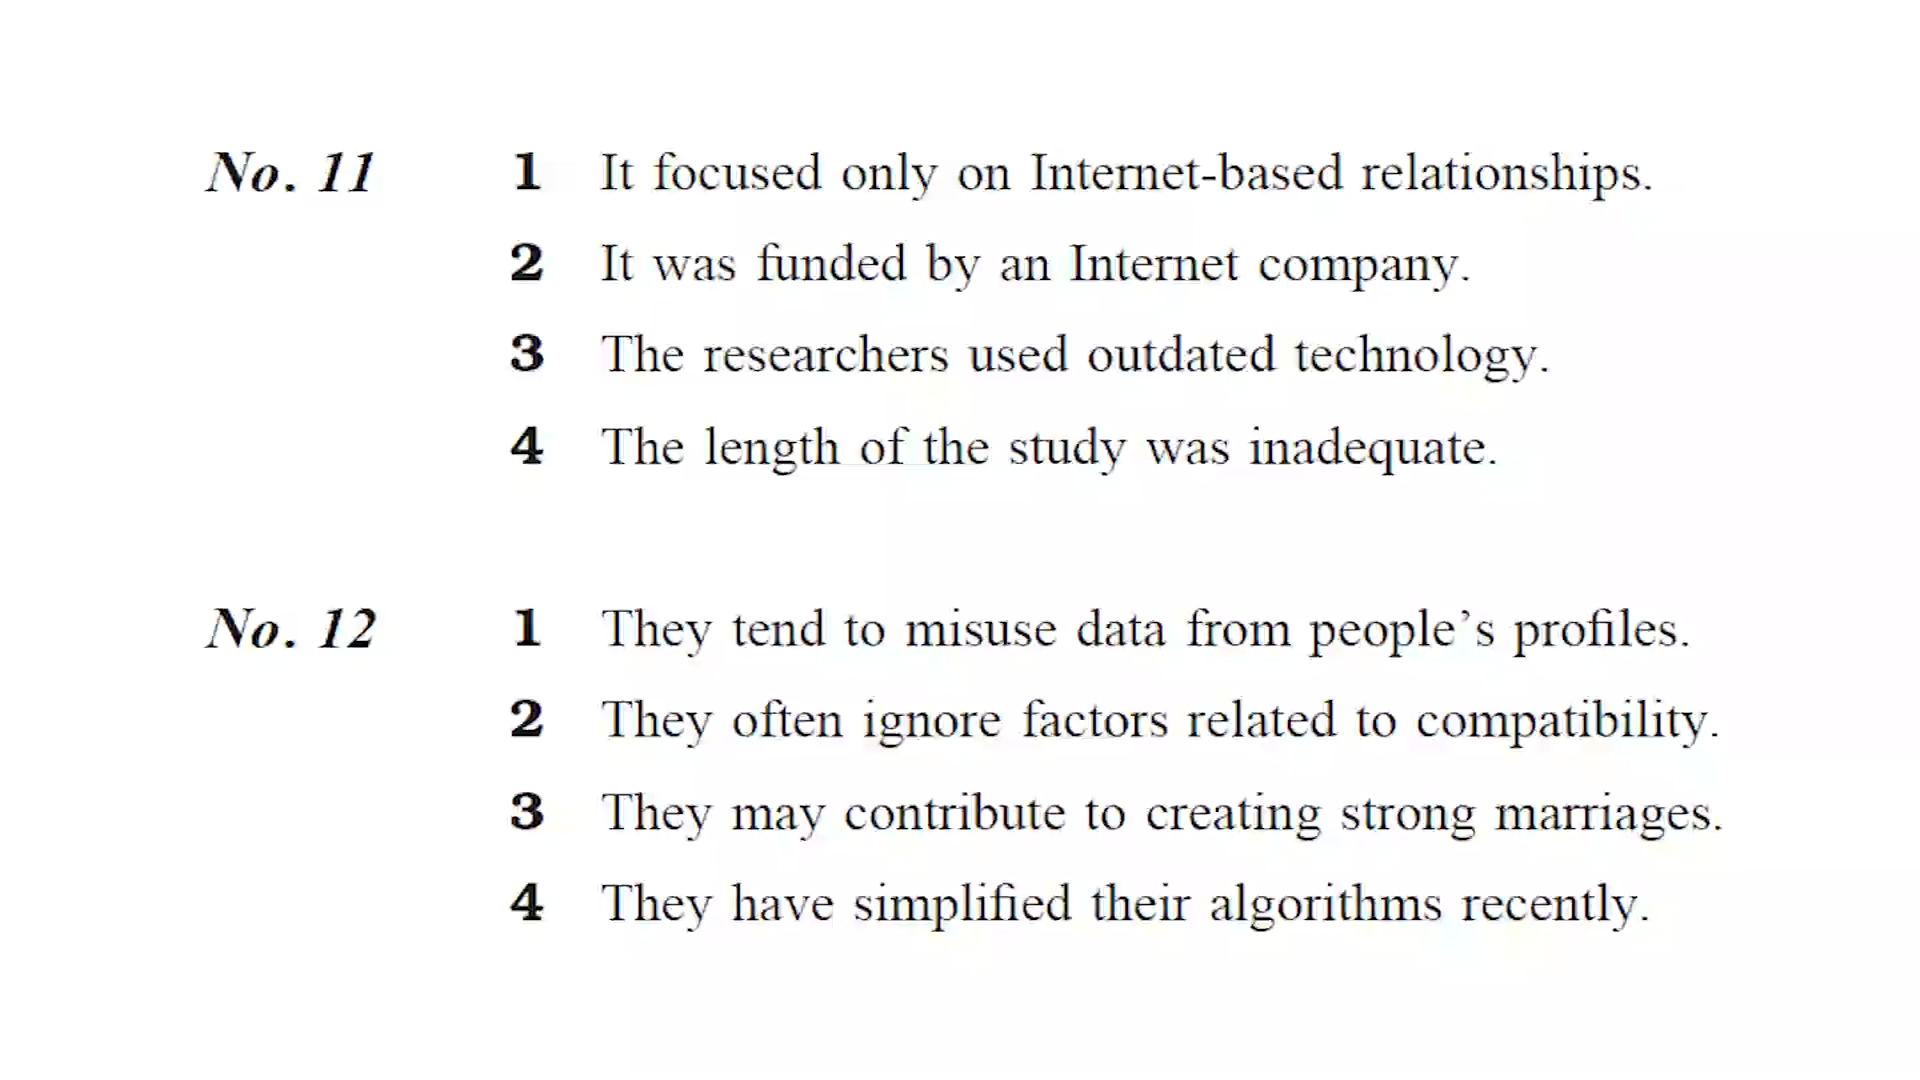 No. 11 1 It focused only on Internet-based relationships.
2 It was funded by an Internet company.
3 The researchers used outdated technology.
4 The length of the study was inadequate.
No. 12 1 They tend to misuse data from people's profiles.
2 They often ignore factors related to compatibility.
3 They may contribute to creating strong marriages.
4 They have simplified their algorithms recently.